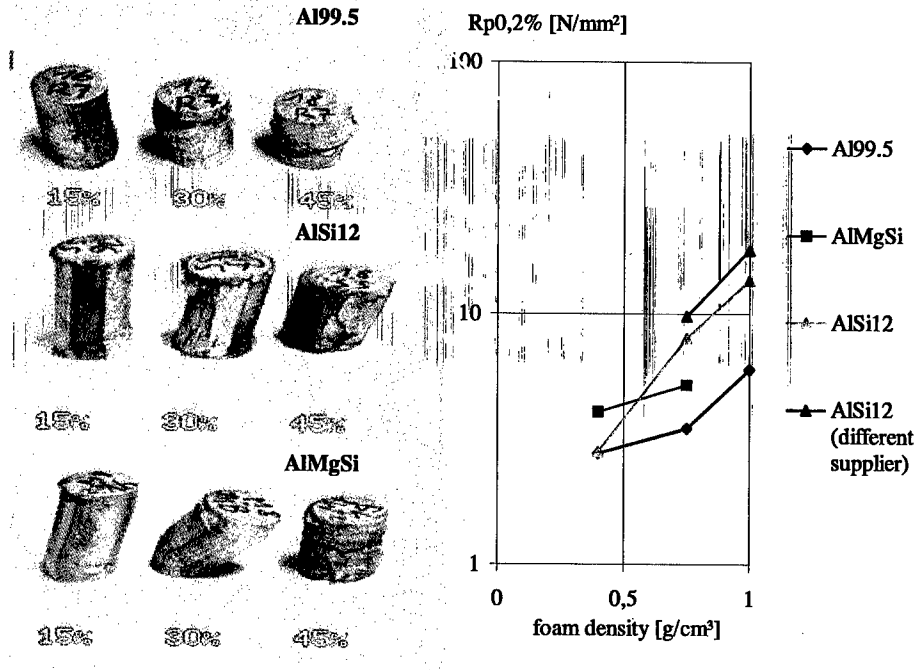 Al99.5
15%
30%
45%
AlSi12
15%
30%
45%
AlMgSi
15%
30%
45%
Rp0,2% [N/mm²]
100
10
1
0
0,5
1
foam density [g/cm³]
Al99.5
AlMgSi
AlSi12
AlSi12
(different
supplier)